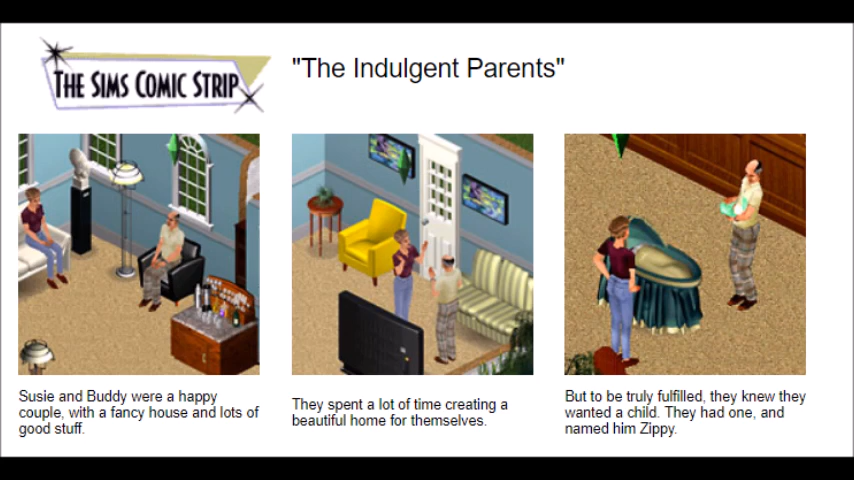 THE SIMS COMIC STRIP
"The Indulgent Parents"
Susie and Buddy were a happy
couple, with a fancy house and lots of
good stuff.
They spent a lot of time creating a
beautiful home for themselves.
But to be truly fulfilled, they knew they
wanted a child. They had one, and
named him Zippy.